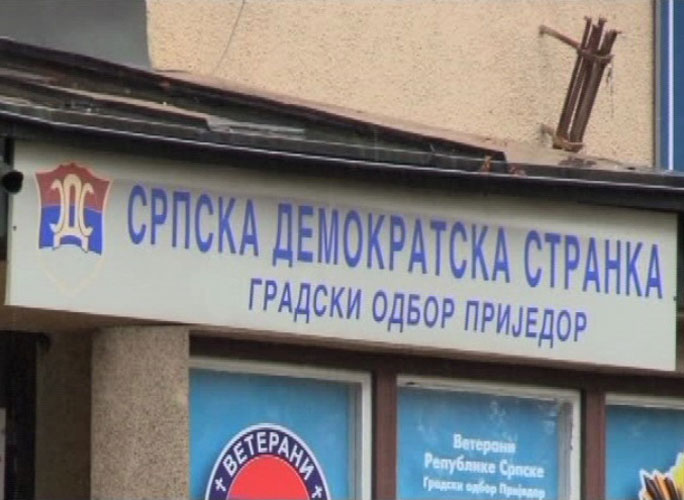 СРПСКА ДЕМОКРАТСКА СТРАНКА
ГРАДСКИ ОДБОР ПРИЈЕДОР
ВЕТЕРАНИ
Ветерани
Републике Српске
Градски одбор Приједор